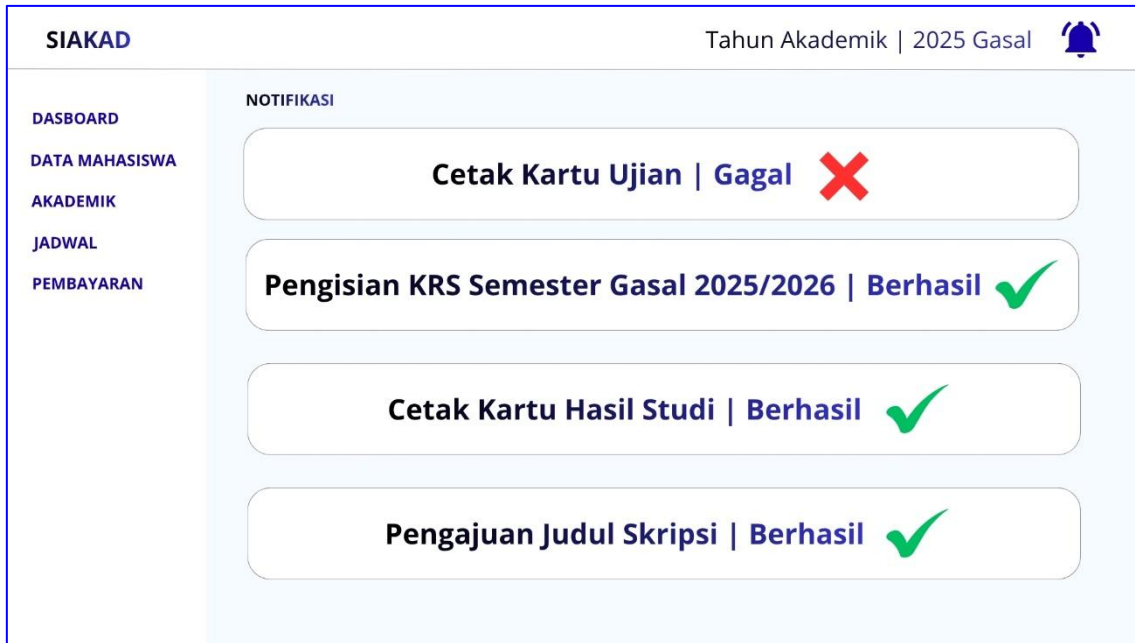 SIAKAD
Tahun Akademik | 2025 Gasal
DASBOARD
DATA MAHASISWA
AKADEMIK
JADWAL
PEMBAYARAN
NOTIFIKASI
Cetak Kartu Ujian | Gagal
Pengisian KRS Semester Gasal 2025/2026 | Berhasil
Cetak Kartu Hasil Studi | Berhasil
Pengajuan Judul Skripsi | Berhasil